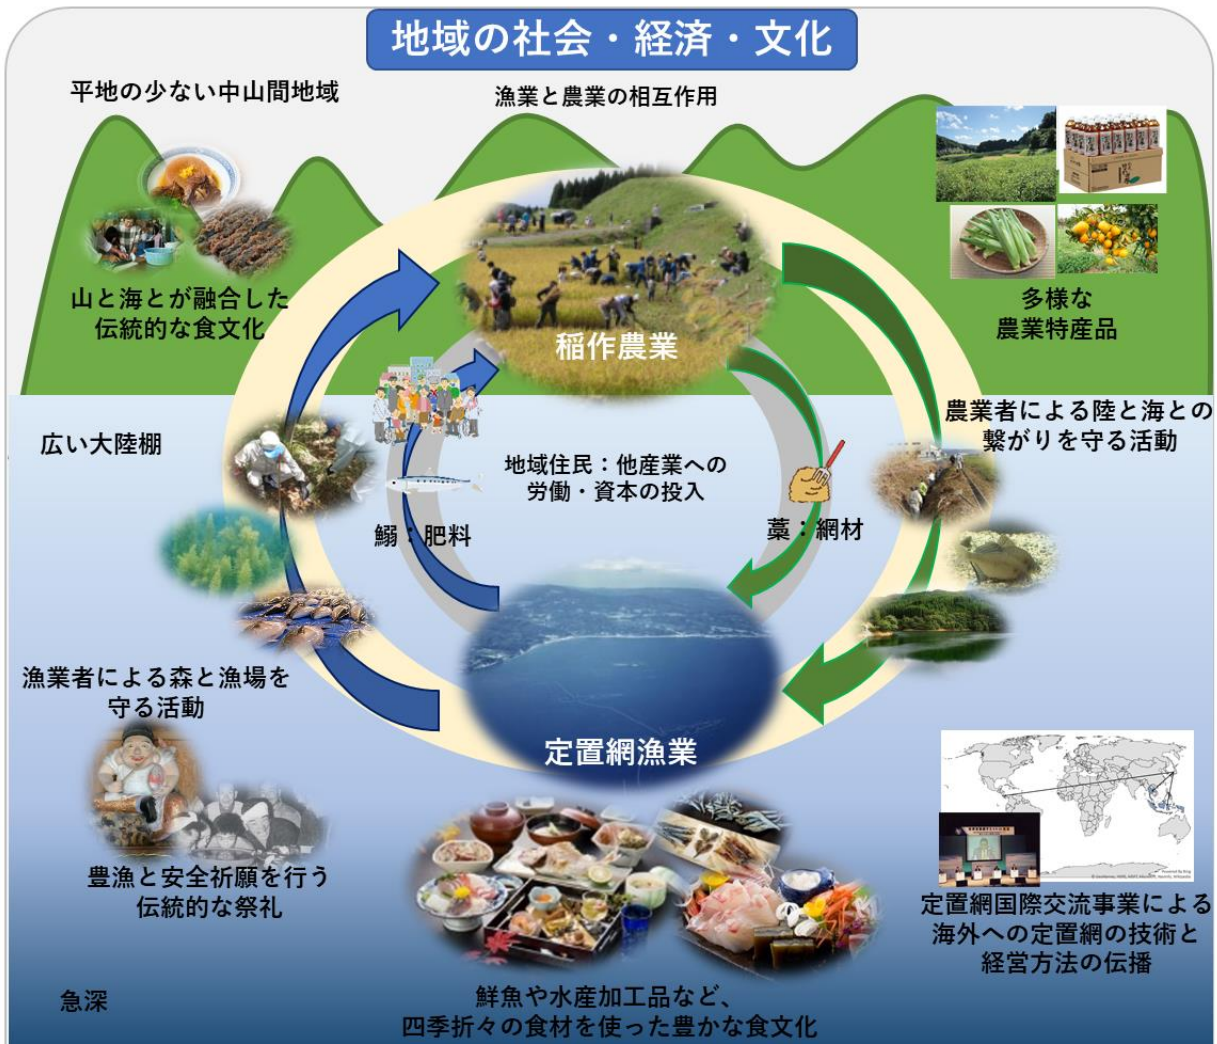 地域の社会・経済・文化
平地の少ない中山間地域
漁業と農業の相互作用
山と海とが融合した
伝統的な食文化
稲作農業
多様な
農業特産品
広い大陸棚
地域住民：他産業への
労働・資本の投入
農業者による陸と海との
繋がりを守る活動
鰯：肥料
藁：網材
漁業者による森と漁場を
守る活動
定置網漁業
豊漁と安全祈願を行う
伝統的な祭礼
定置網国際交流事業による
海外への定置網の技術と
経営方法の伝播
急深
鮮魚や水産加工品など、
四季折々の食材を使った豊かな食文化